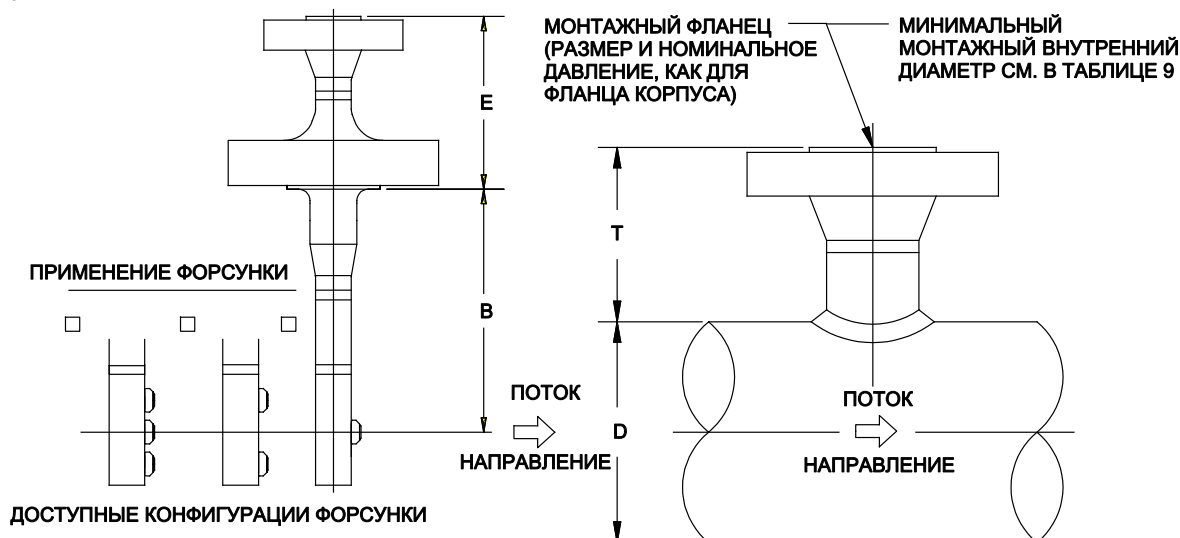 МОНТАЖНЫЙ ФЛАНЕЦ
(РАЗМЕР И НОМИНАЛЬНОЕ
ДАВЛЕНИЕ, КАК ДЛЯ
ФЛАНЦА КОРПУСА)
МИНИМАЛЬНЫЙ
МОНТАЖНЫЙ ВНУТРЕННИЙ
ДИАМЕТР СМ. В ТАБЛИЦЕ 9
E
T
ПРИМЕНЕНИЕ ФОРСУНКИ
B
ПОТОК
НАПРАВЛЕНИЕ
D
ПОТОК
НАПРАВЛЕНИЕ
ДОСТУПНЫЕ КОНФИГУРАЦИИ ФОРСУНКИ